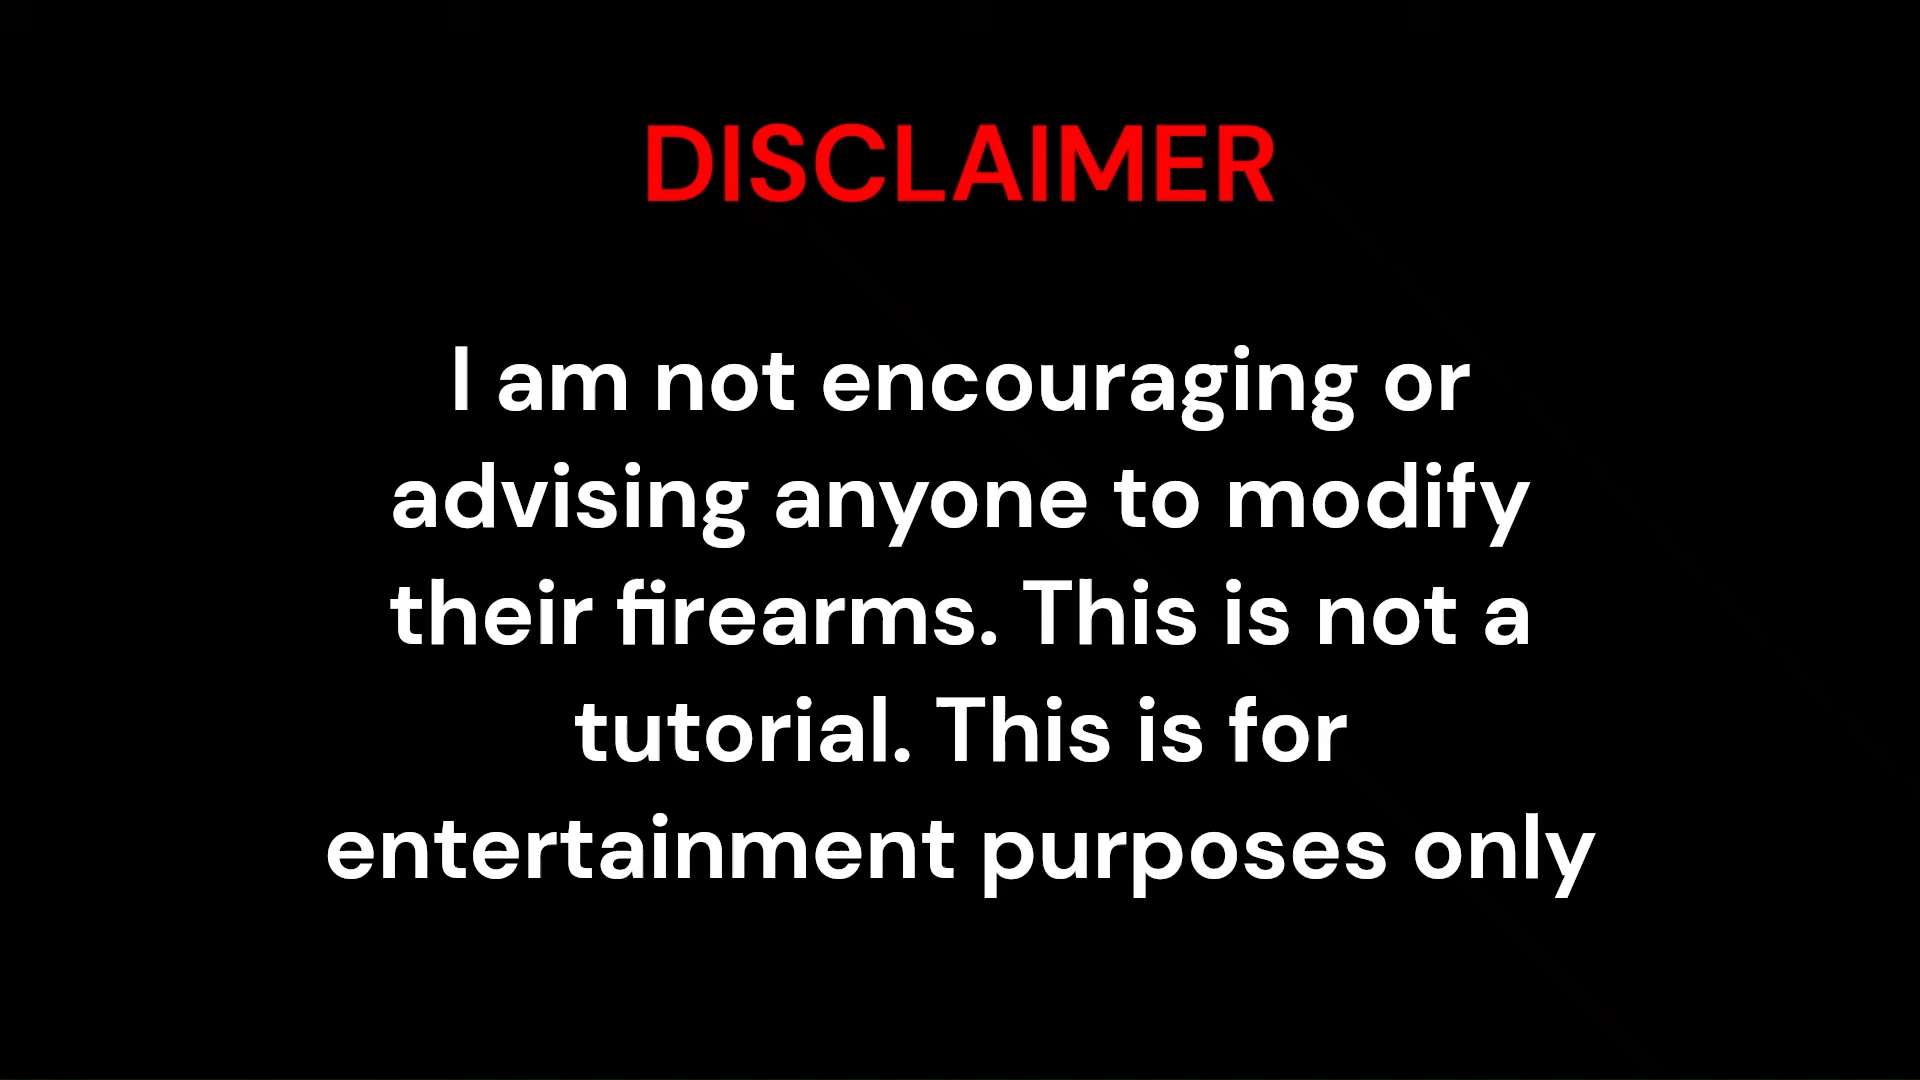 DISCLAIMER
I am not encouraging or
advising anyone to modify
their firearms. This is not a
tutorial. This is for
entertainment purposes only